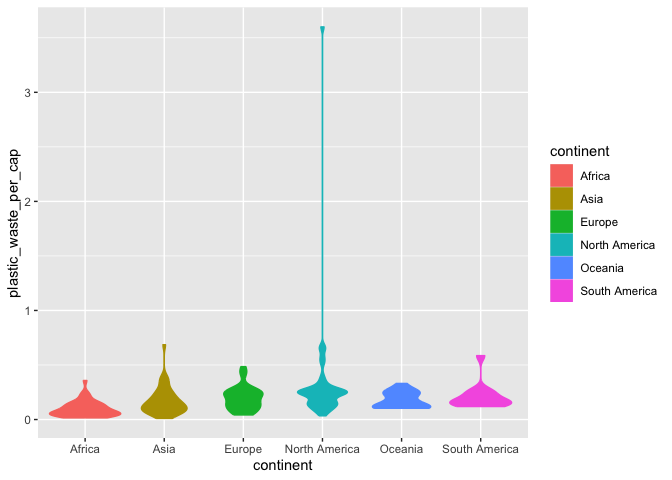 plastic_waste_per_cap
3
2
1
0
Africa Asia Europe North America Oceania South America
continent
continent
Africa
Asia
Europe
North America
Oceania
South America